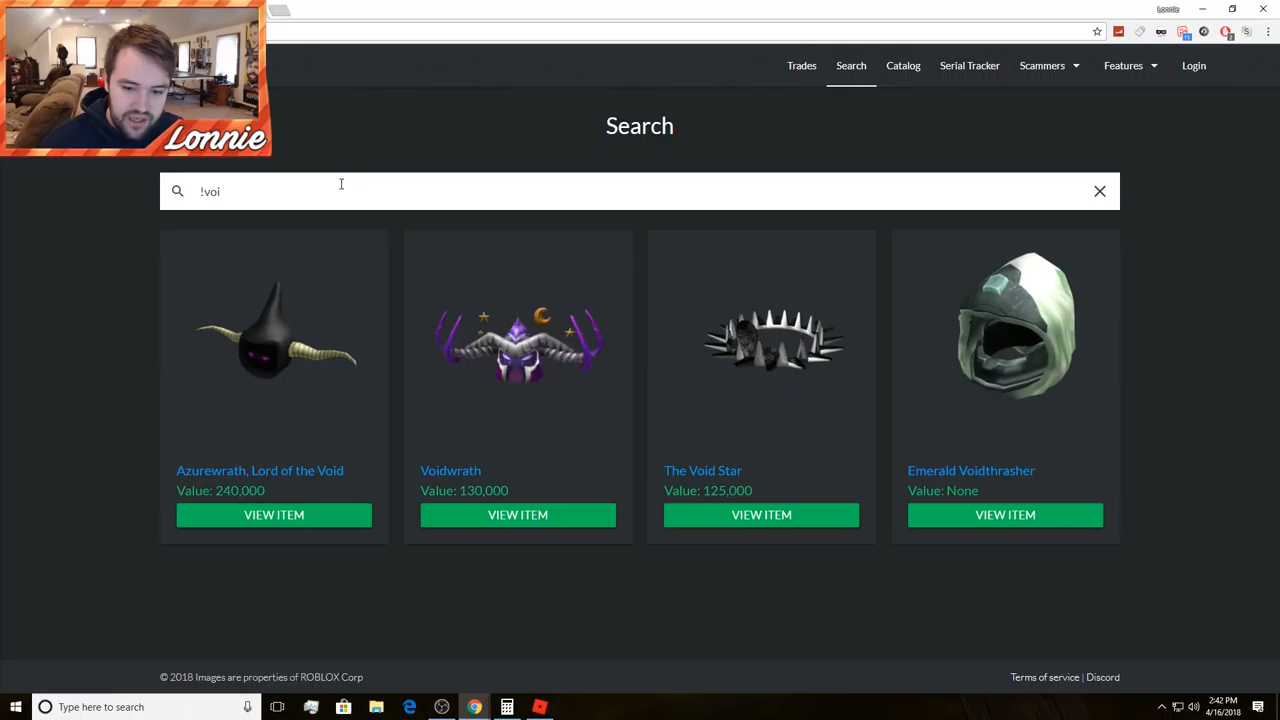 Lonnie
Trades Search Catalog Serial Tracker Scammers Features Login
11
2
Lonnie
Search
!voi
Azurewrath, Lord of the Void
Value: 240,000
VIEW ITEM
Voidwrath
Value: 130,000
VIEW ITEM
The Void Star
Value: 125,000
VIEW ITEM
Emerald Voidthrasher
Value: None
VIEW ITEM
© 2018 Images are properties of ROBLOX Corp
Terms of service | Discord
Type here to search
2:42 PM
4/16/2018